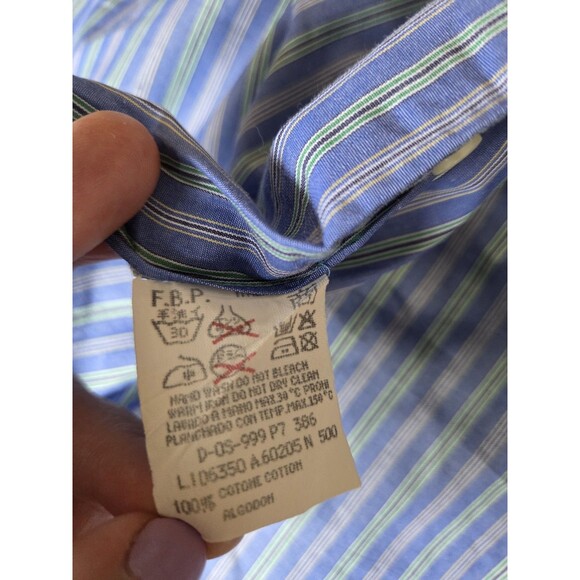 F.B.P.
手洗イ
30
HAND WASH DO NOT BLEACH
WARM IRON DO NOT DRY CLEAN
LAVADO A MANO MAX.30°C PROHI
PLANCHADO CON TEMP.MAX.150°C
D-OS-999 P7 386
L.106350 A.60205 N 500
100% COTONE COTTON
ALGODON